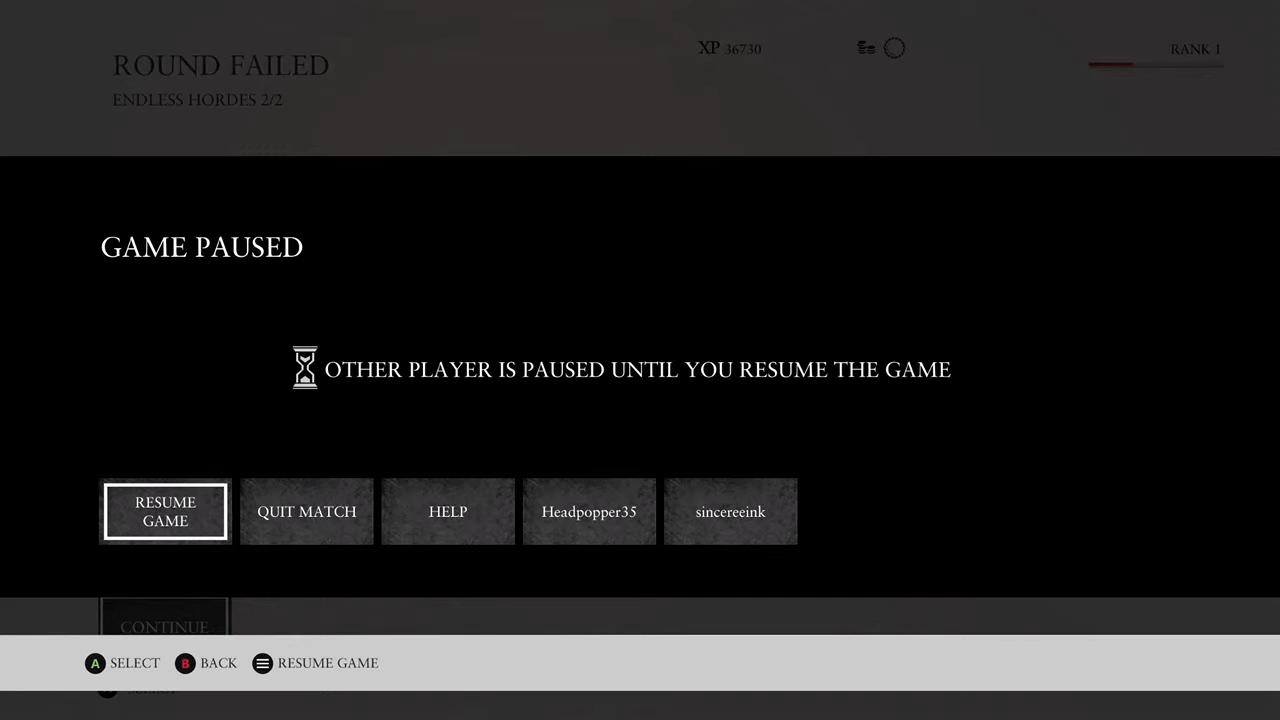 ROUND FAILED
ENDLESS HORDES 2/2
XP 36730
RANK 1
GAME PAUSED
OTHER PLAYER IS PAUSED UNTIL YOU RESUME THE GAME
RESUME
GAME
QUIT MATCH
HELP
Headpopper35
sincereeink
CONTINUE
A SELECT B BACK RESUME GAME